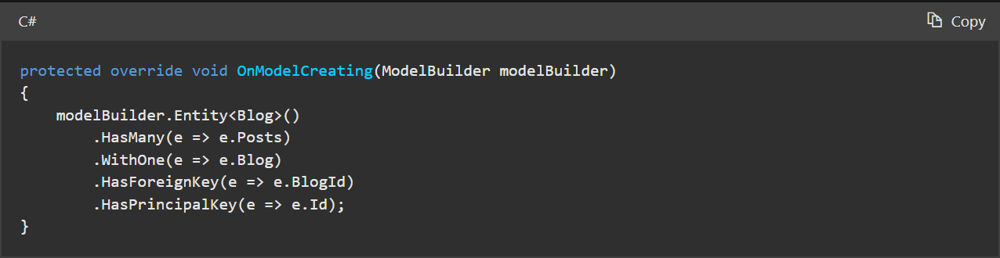 C#
Copy
protected override void OnModelCreating(ModelBuilder modelBuilder)
{
    modelBuilder.Entity<Blog>()
        .HasMany(e => e.Posts)
        .WithOne(e => e.Blog)
        .HasForeignKey(e => e.BlogId)
        .HasPrincipalKey(e => e.Id);
}